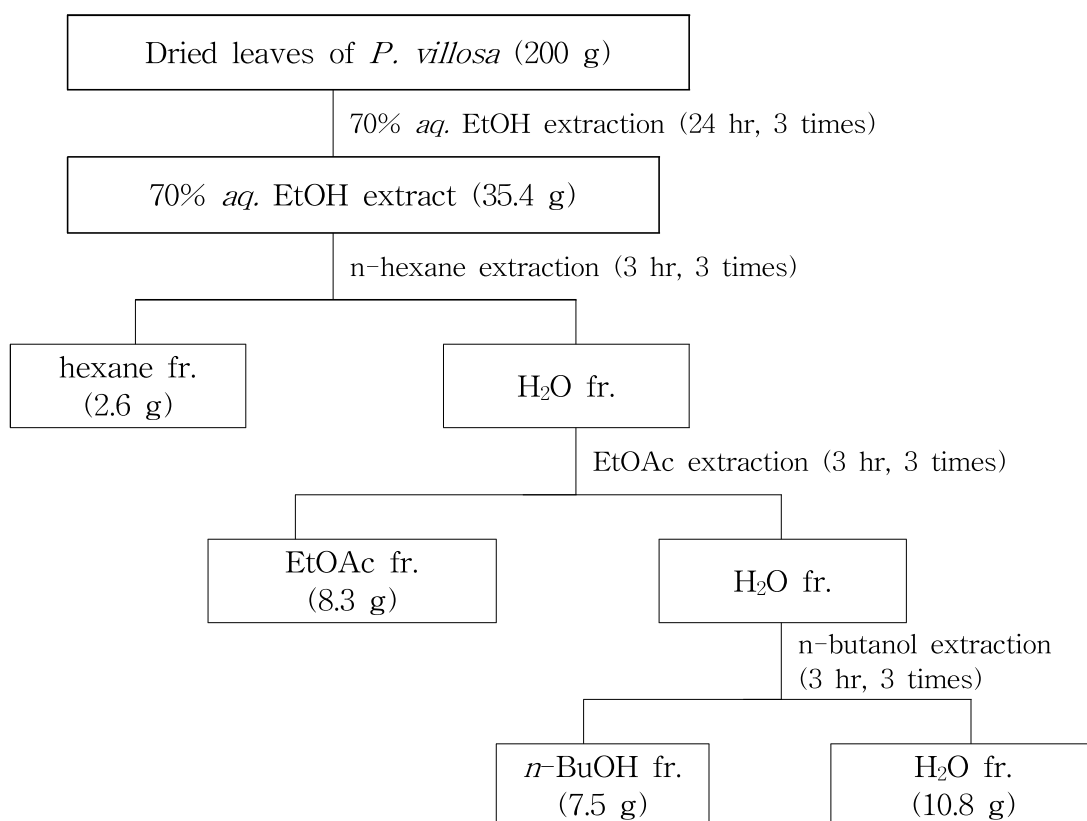 Dried leaves of P. villosa (200 g)
70% aq. EtOH extraction (24 hr, 3 times)
70% aq. EtOH extract (35.4 g)
n-hexane extraction (3 hr, 3 times)
hexane fr.
(2.6 g)
H₂O fr.
EtOAc extraction (3 hr, 3 times)
EtOAc fr.
(8.3 g)
H₂O fr.
n-butanol extraction
(3 hr, 3 times)
n-BuOH fr.
(7.5 g)
H₂O fr.
(10.8 g)